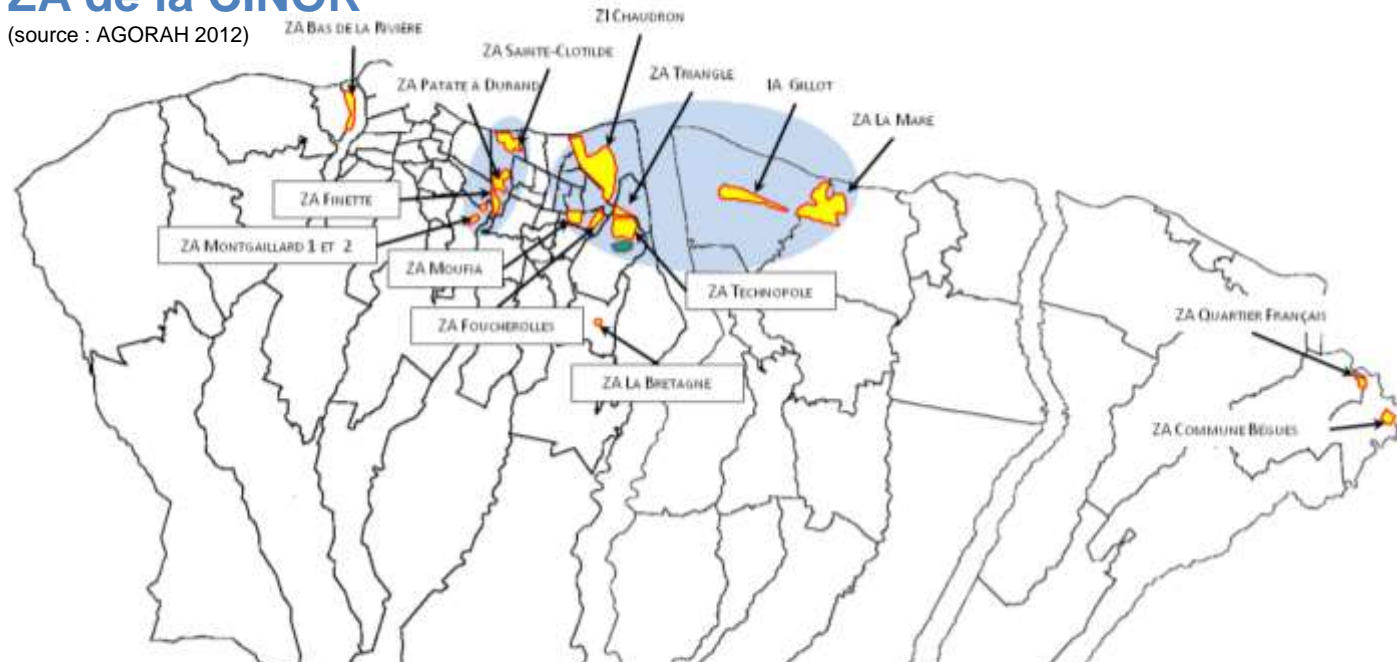 ZA de la CINOR
(source : AGORAH 2012)
ZA BAS DE LA RIVIÈRE
ZI CHAUDRON
ZA SAINTE-CLOTILDE
ZA TRIANGLE
ZA PATATE À DURAND
IA GILLOT
ZA LA MARE
ZA FINETTE
ZA MONTGAILLARD 1 ET 2
ZA MOUFIA
ZA TECHNOPOLE
ZA FOUCHEROLLES
ZA QUARTIER FRANÇAIS
ZA LA BRETAGNE
ZA COMMUNE BÈGUES